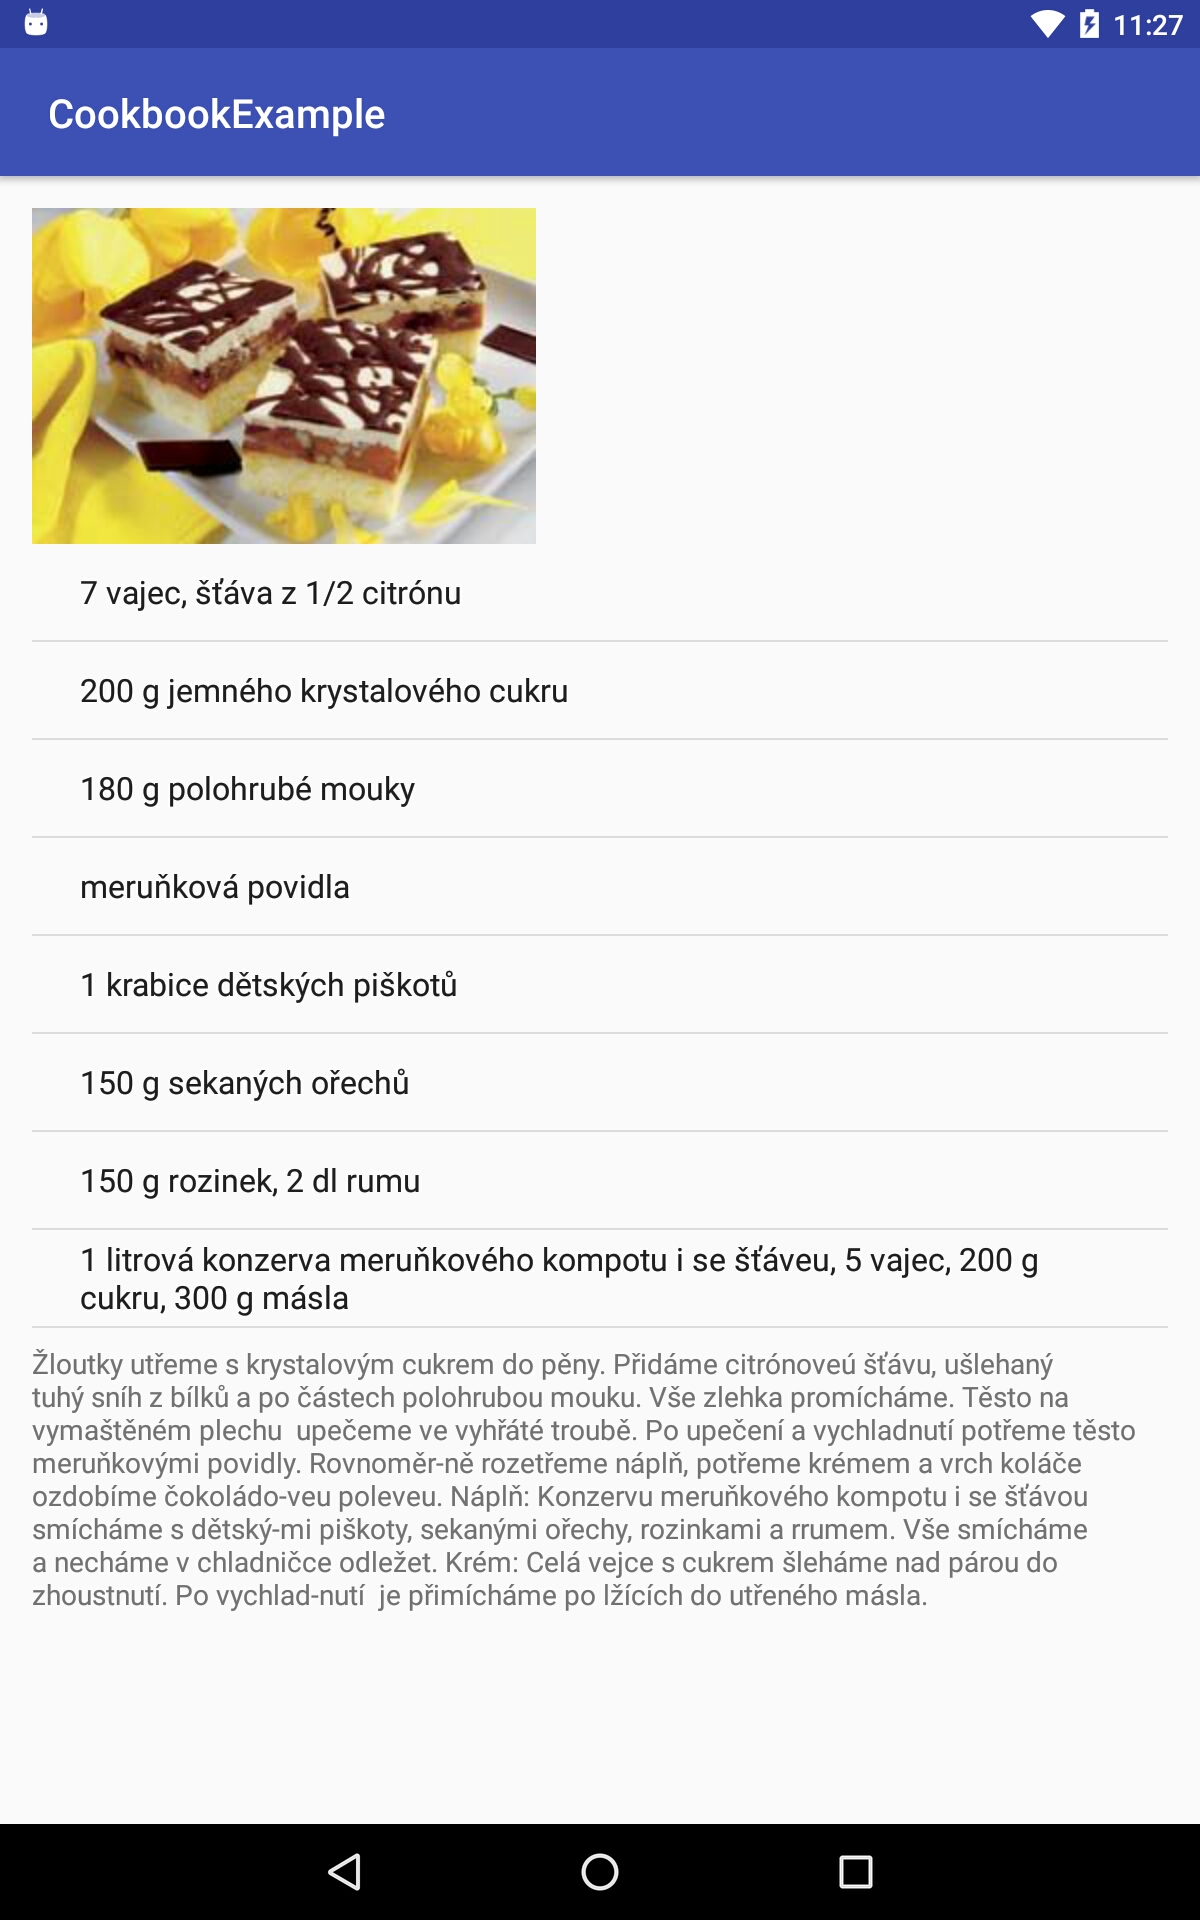 11:27
CookbookExample
7 vajec, šťáva z 1/2 citrónu
200 g jemného krystalového cukru
180 g polohrubé mouky
meruňková povidla
1 krabice dětských piškotů
150 g sekaných ořechů
150 g rozinek, 2 dl rumu
1 litrová konzerva meruňkového kompotu i se šťáveu, 5 vajec, 200 g
cukru, 300 g másla
Žloutky utřeme s krystalovým cukrem do pěny. Přidáme citrónoveú šťávu, ušlehaný
tuhý sníh z bílků a po částech polohrubou mouku. Vše zlehka promícháme. Těsto na
vymaštěném plechu  upečeme ve vyhřáté troubě. Po upečení a vychladnutí potřeme těsto
meruňkovými povidly. Rovnoměr-ně rozetřeme náplň, potřeme krémem a vrch koláče
ozdobíme čokoládo-veu poleveu. Náplň: Konzervu meruňkového kompotu i se šťávou
smícháme s dětský-mi piškoty, sekanými ořechy, rozinkami a rrumem. Vše smícháme
a necháme v chladničce odležet. Krém: Celá vejce s cukrem šleháme nad párou do
zhoustnutí. Po vychlad-nutí  je přimícháme po lžících do utřeného másla.